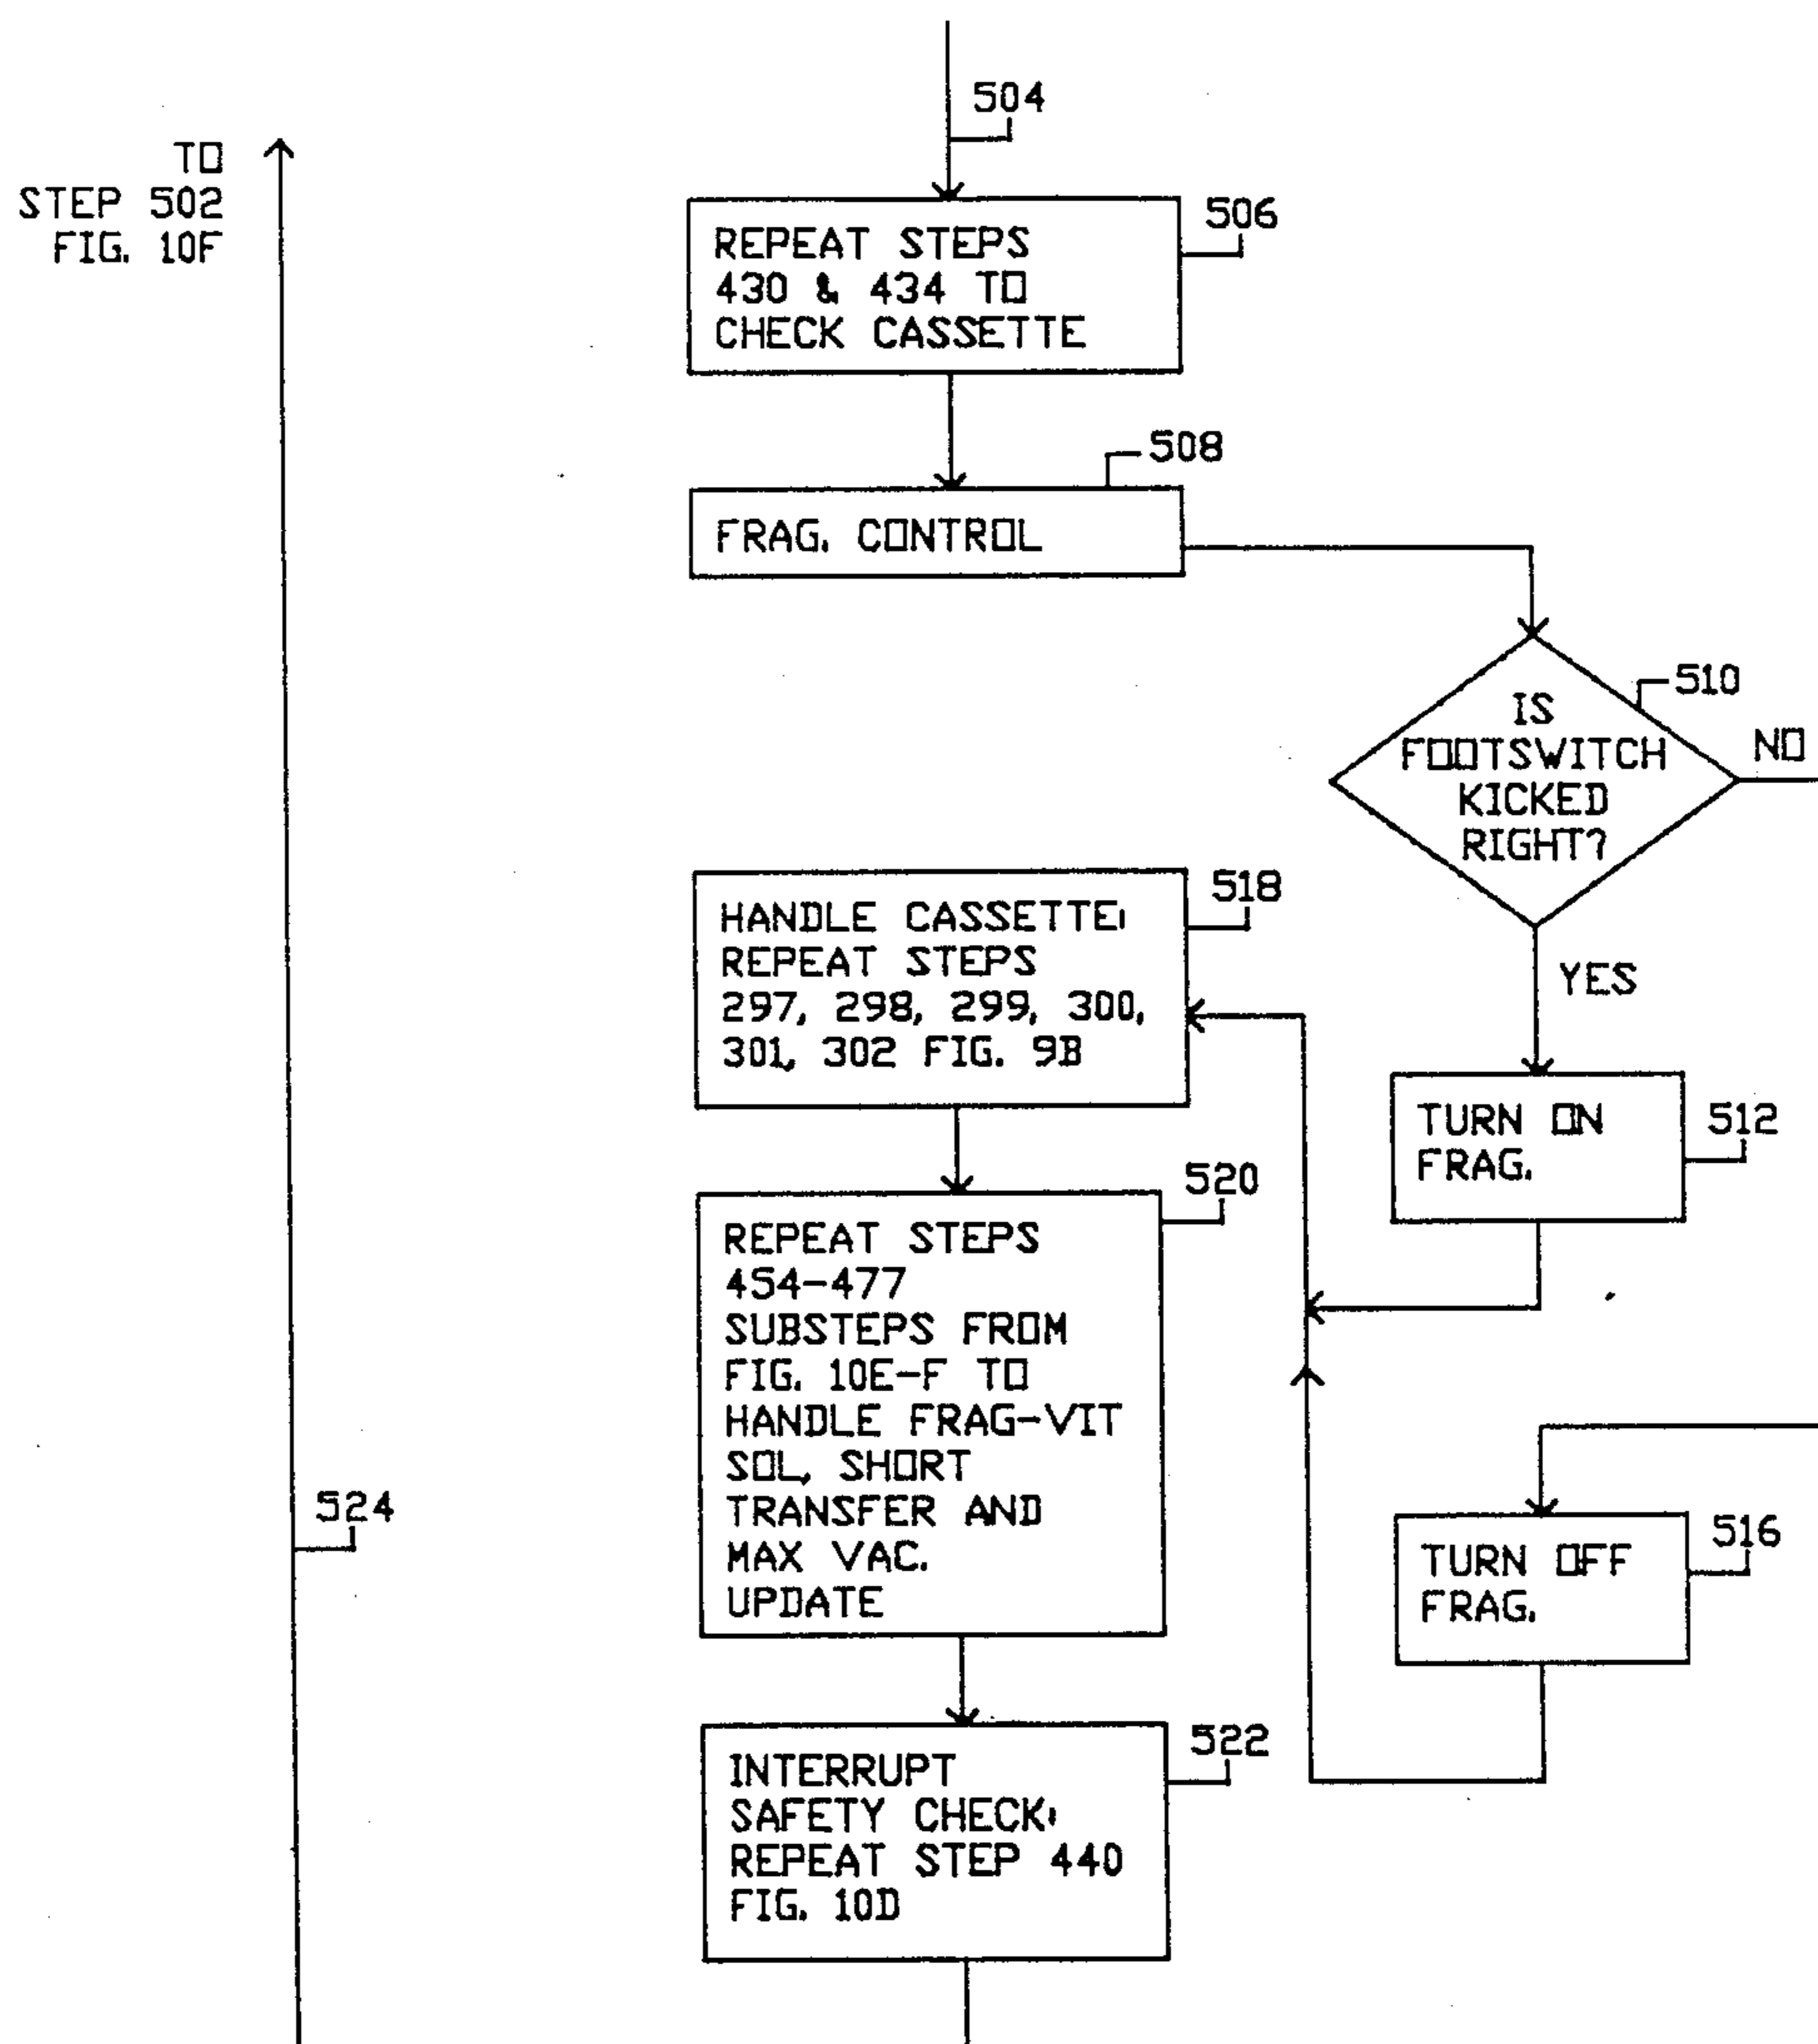 504
TO
STEP 502
FIG. 10F
506
REPEAT STEPS
430 & 434 TO
CHECK CASSETTE
508
FRAG. CONTROL
510
IS
FOOTSWITCH
KICKED
RIGHT?
NO
YES
518
HANDLE CASSETTE:
REPEAT STEPS
297, 298, 299, 300,
301, 302 FIG. 9B
512
TURN ON
FRAG.
520
REPEAT STEPS
454-477
SUBSTEPS FROM
FIG. 10E-F TO
HANDLE FRAG-VIT
SOL, SHORT
TRANSFER AND
MAX VAC.
UPDATE
524
516
TURN OFF
FRAG.
522
INTERRUPT
SAFETY CHECK:
REPEAT STEP 440
FIG. 10D